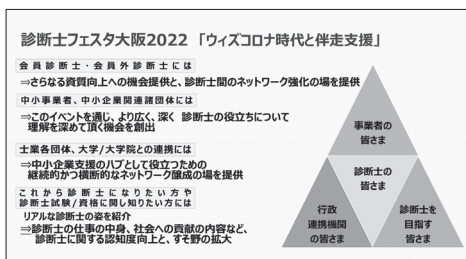 診断士フェスタ大阪2022 「ウィズコロナ時代と伴走支援」
会員診断士・会員外診断士には
⇒さらなる資質向上への機会提供と、診断士間のネットワーク強化の場を提供
中小事業者、中小企業関連諸団体には
⇒このイベントを通じ、より広く、深く 診断士の役立ちについて
理解を深めて頂く機会を創出
士業各団体、大学/大学院との連携には
⇒中小企業支援のハブとして役立つための
継続的かつ横断的なネットワーク醸成の場を提供
これから診断士になりたい方や
診断士試験/資格に関し知りたい方には
リアルな診断士の姿を紹介
⇒診断士の仕事の中身、社会への貢献の内容など、
診断士に関する認知度向上と、すそ野の拡大
事業者の
皆さま
診断士の
皆さま
行政
連携機関
の皆さま
診断士を
目指す
皆さま